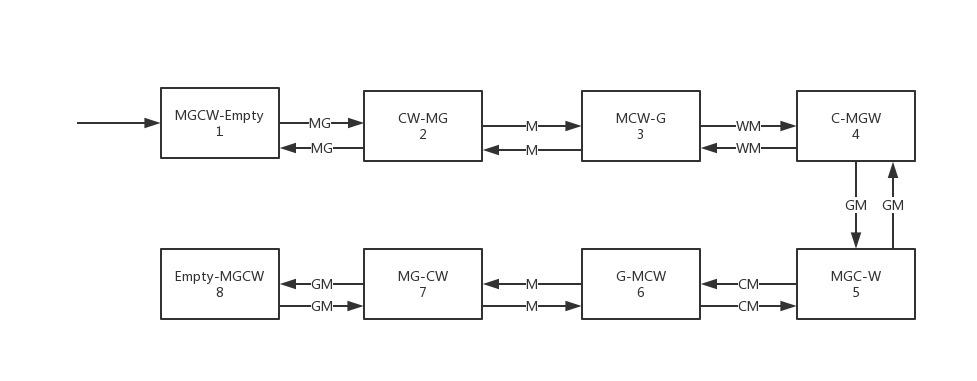 MGCW-Empty
1
MG
MG
CW-MG
2
M
M
MCW-G
3
WM
WM
C-MGW
4
GM
GM
Empty-MGCW
8
GM
GM
MG-CW
7
M
M
G-MCW
6
CM
CM
MGC-W
5